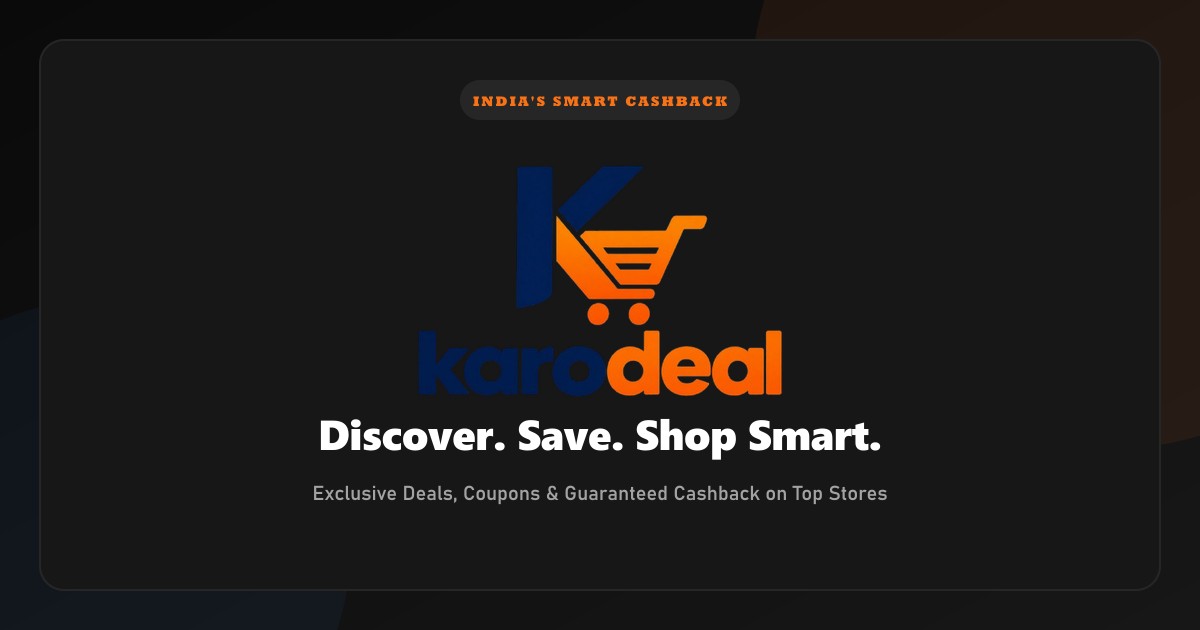 INDIA'S SMART CASHBACK
karodeal
Discover. Save. Shop Smart.
Exclusive Deals, Coupons & Guaranteed Cashback on Top Stores